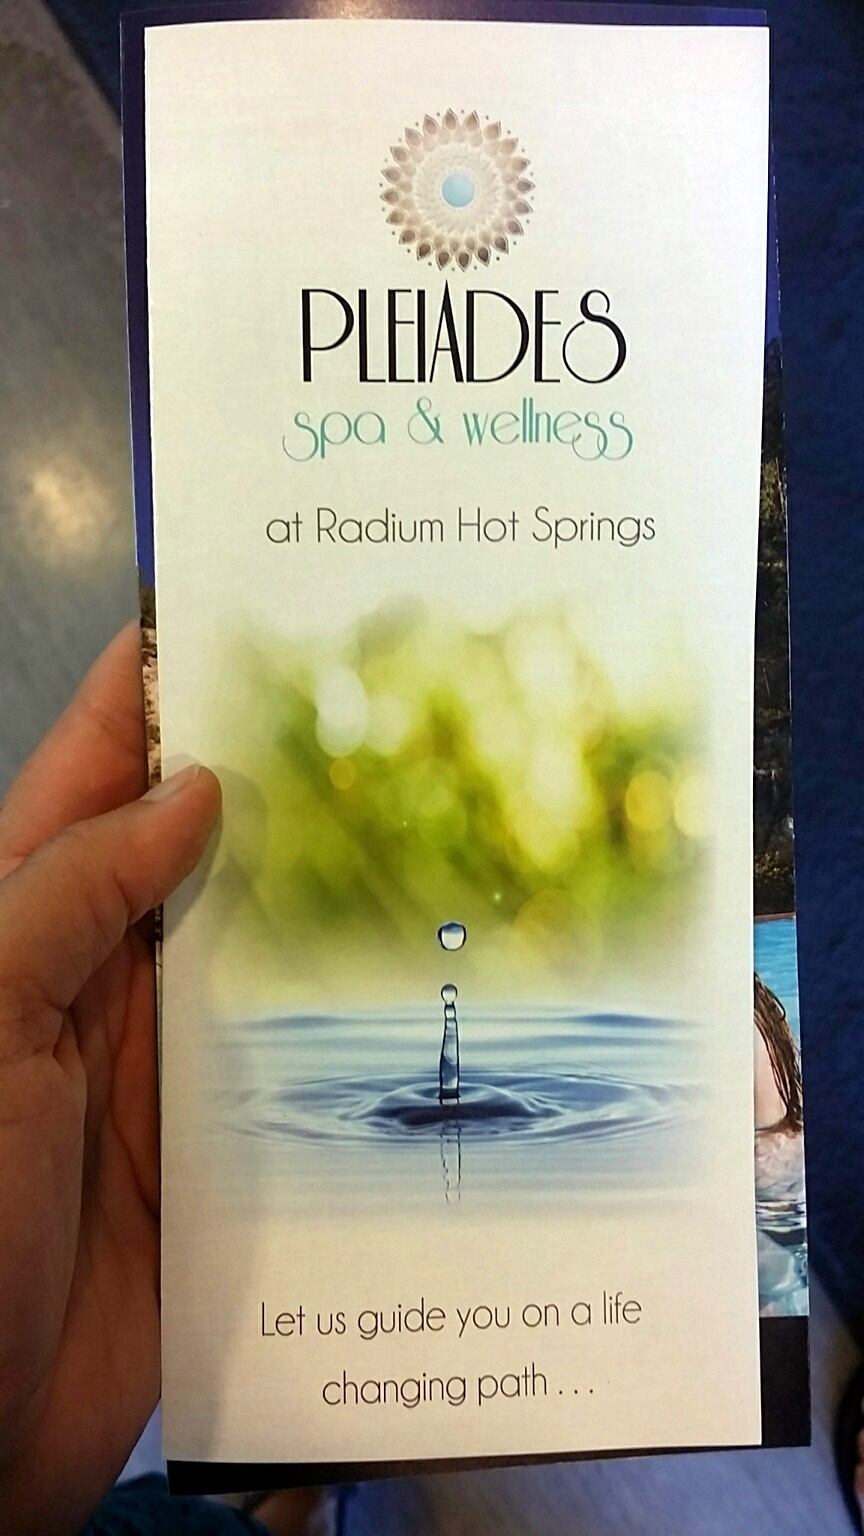 PLEIADES
spa & wellness
at Radium Hot Springs
Let us guide you on a life
changing path . . .